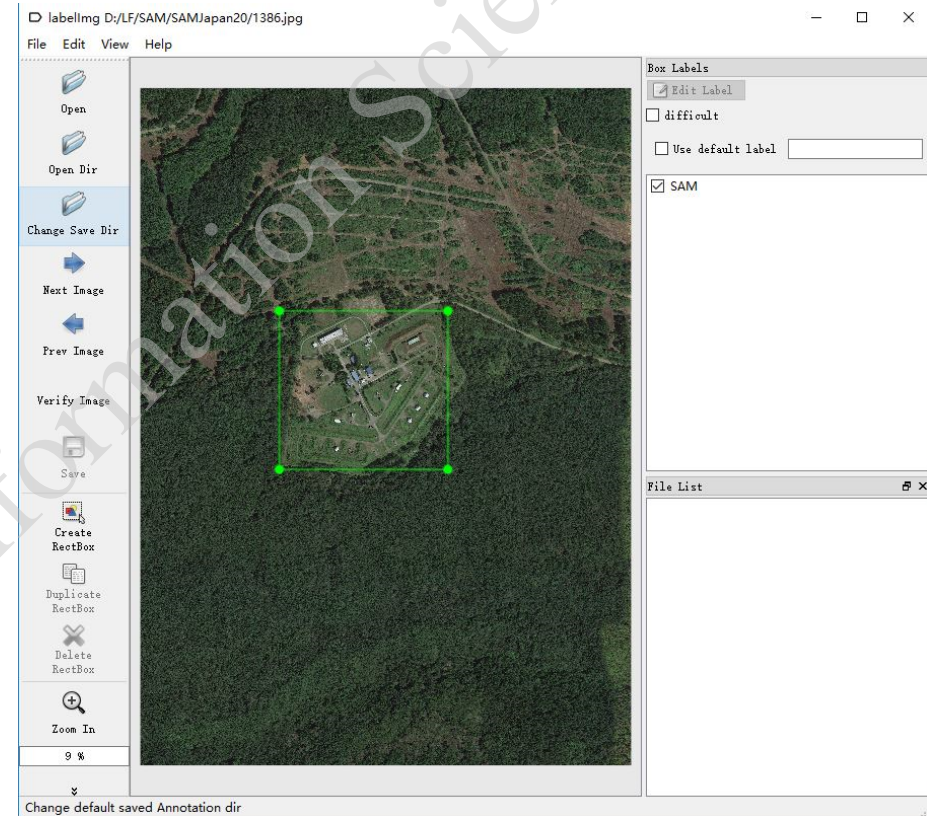 labelImg D:/LF/SAM/SAMJapan20/1386.jpg
File Edit View Help
Open
Open Dir
Change Save Dir
Next Image
Prev Image
Verify Image
Save
Create
RectBox
Duplicate
RectBox
Delete
RectBox
Zoom In
9 %
Box Labels
Edit Label
difficult
Use default label
SAM
File List
Change default saved Annotation dir